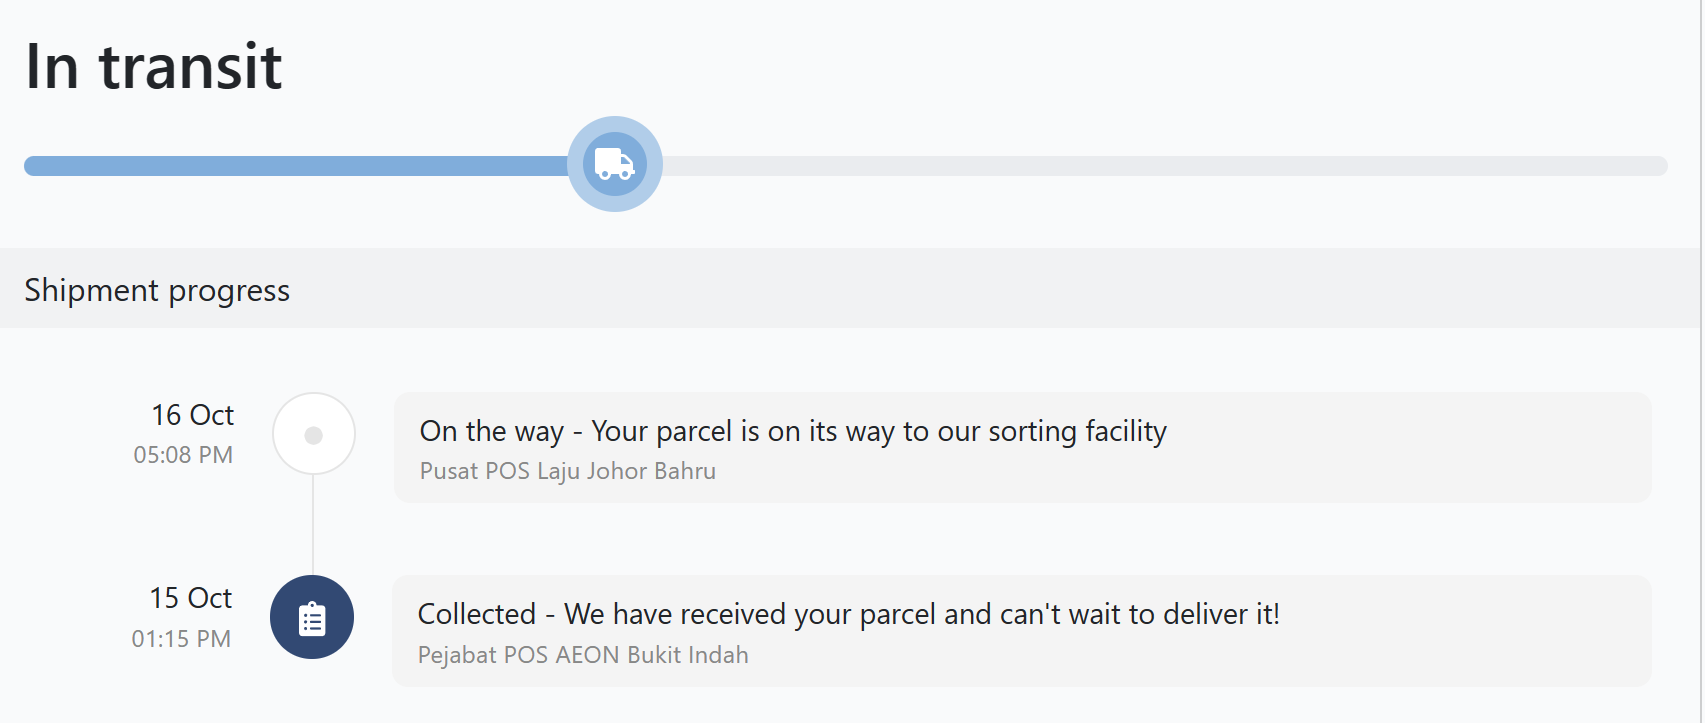 In transit
Shipment progress
16 Oct
05:08 PM
On the way - Your parcel is on its way to our sorting facility
Pusat POS Laju Johor Bahru
15 Oct
01:15 PM
Collected - We have received your parcel and can't wait to deliver it!
Pejabat POS AEON Bukit Indah